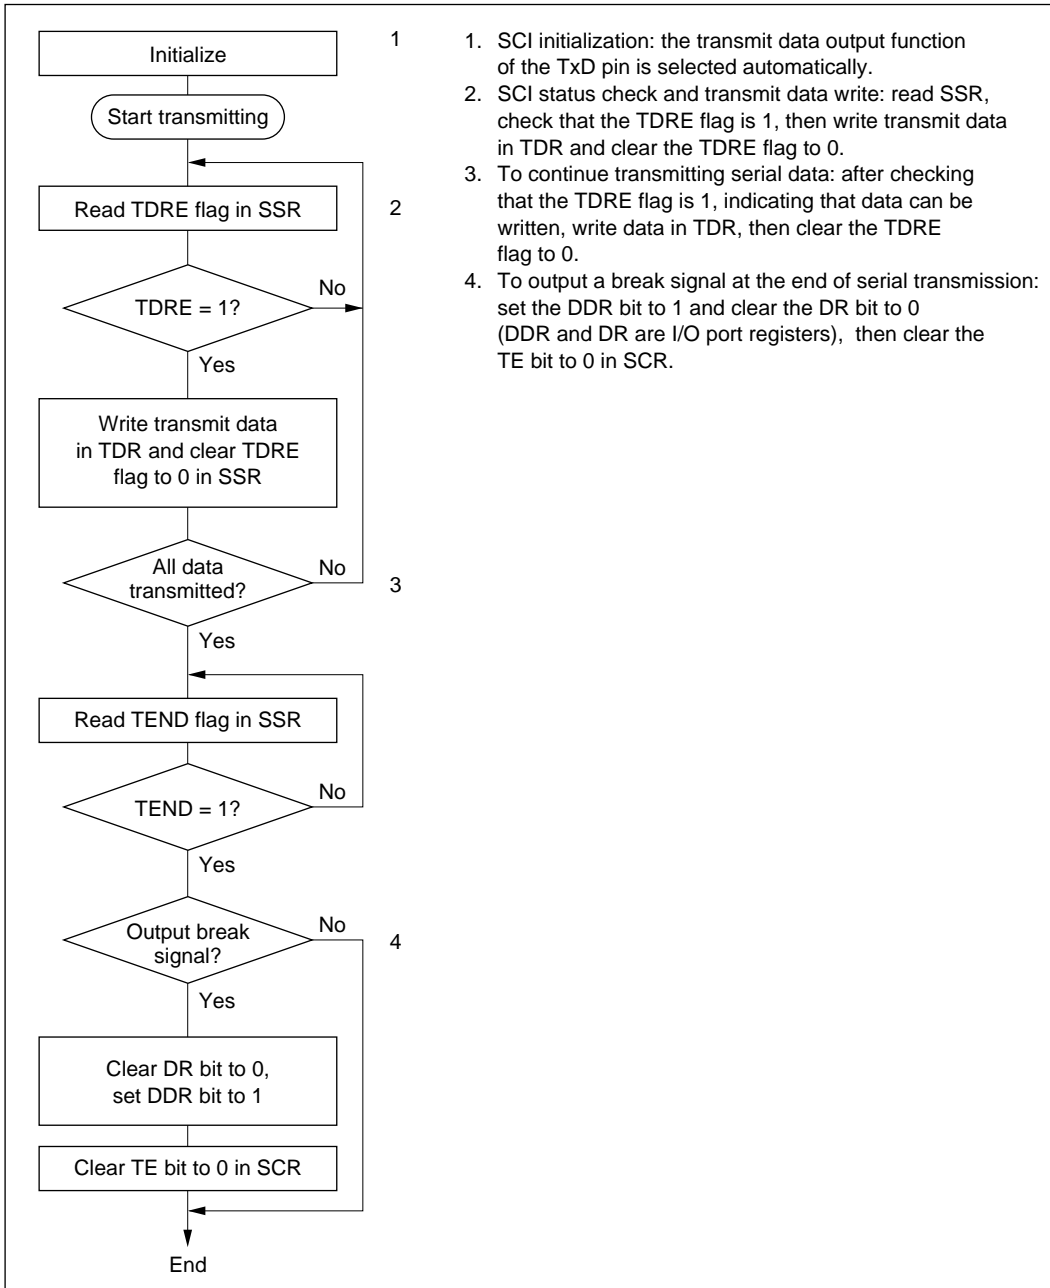 Initialize
1
Start transmitting
Read TDRE flag in SSR
2
TDRE = 1?
No
Yes
Write transmit data
in TDR and clear TDRE
flag to 0 in SSR
All data
transmitted?
No
3
Yes
Read TEND flag in SSR
TEND = 1?
No
Yes
Output break
signal?
No
4
Yes
Clear DR bit to 0,
set DDR bit to 1
Clear TE bit to 0 in SCR
End
1. SCI initialization: the transmit data output function
of the TxD pin is selected automatically.
2. SCI status check and transmit data write: read SSR,
check that the TDRE flag is 1, then write transmit data
in TDR and clear the TDRE flag to 0.
3. To continue transmitting serial data: after checking
that the TDRE flag is 1, indicating that data can be
written, write data in TDR, then clear the TDRE
flag to 0.
4. To output a break signal at the end of serial transmission:
set the DDR bit to 1 and clear the DR bit to 0
(DDR and DR are I/O port registers), then clear the
TE bit to 0 in SCR.